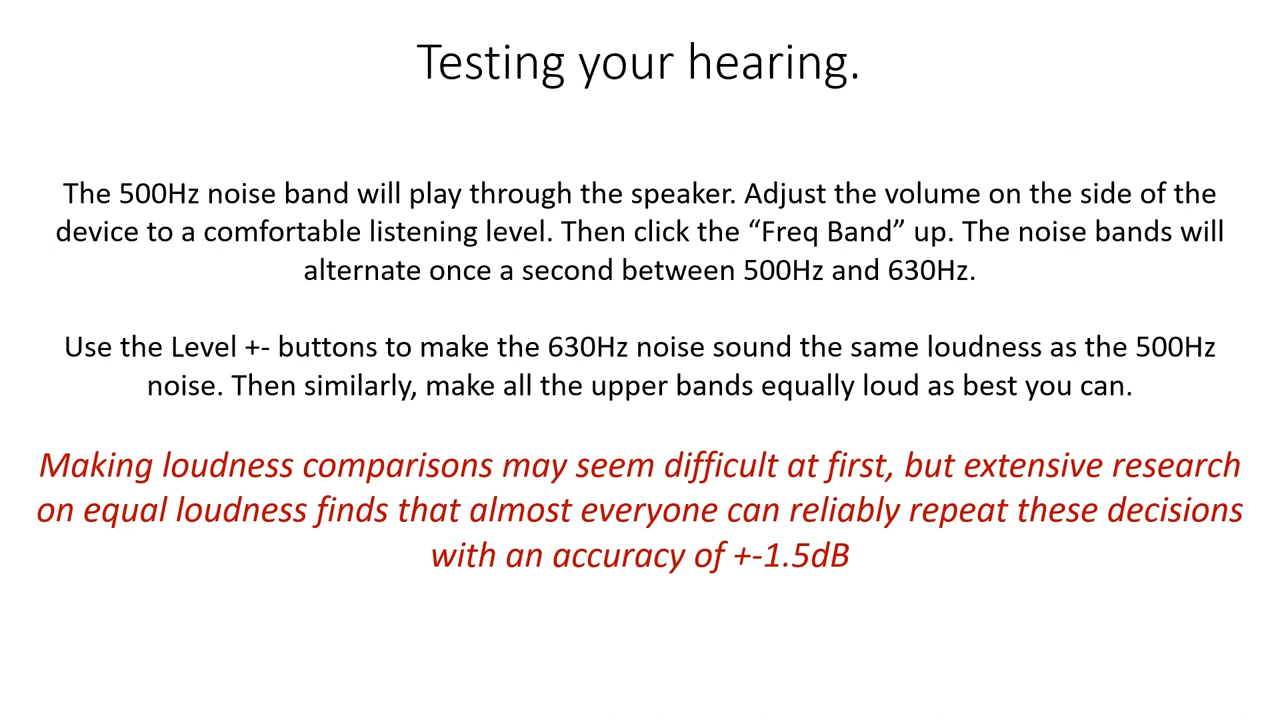 Testing your hearing.
The 500Hz noise band will play through the speaker. Adjust the volume on the side of the
device to a comfortable listening level. Then click the “Freq Band” up. The noise bands will
alternate once a second between 500Hz and 630Hz.
Use the Level +- buttons to make the 630Hz noise sound the same loudness as the 500Hz
noise. Then similarly, make all the upper bands equally loud as best you can.
Making loudness comparisons may seem difficult at first, but extensive research
on equal loudness finds that almost everyone can reliably repeat these decisions
with an accuracy of +-1.5dB